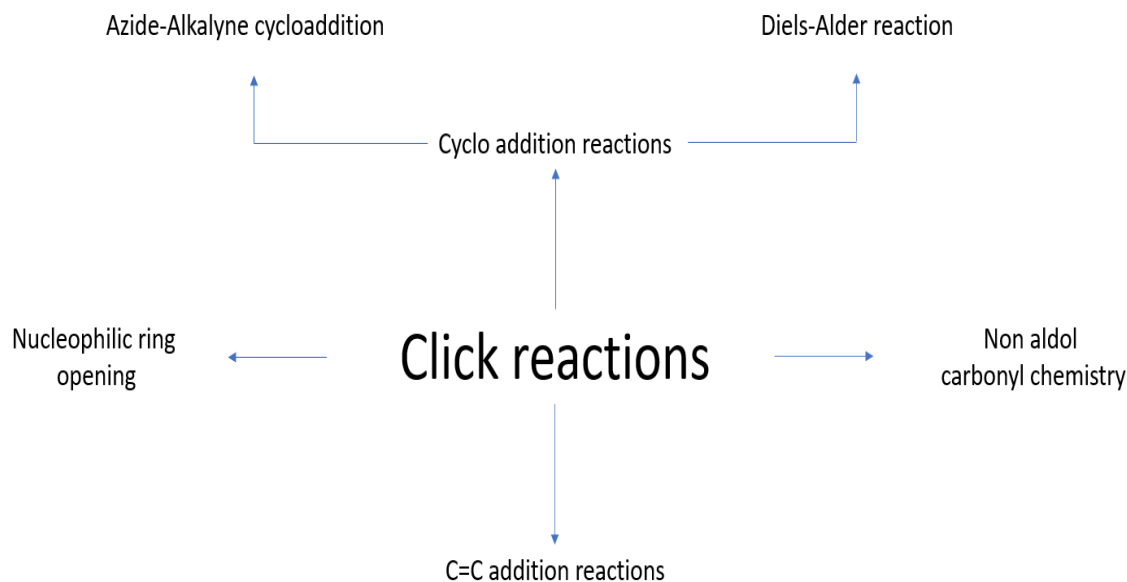 Azide-Alkalyne cycloaddition
Diels-Alder reaction
Cyclo addition reactions
Nucleophilic ring
opening
Click reactions
Non aldol
carbonyl chemistry
C=C addition reactions